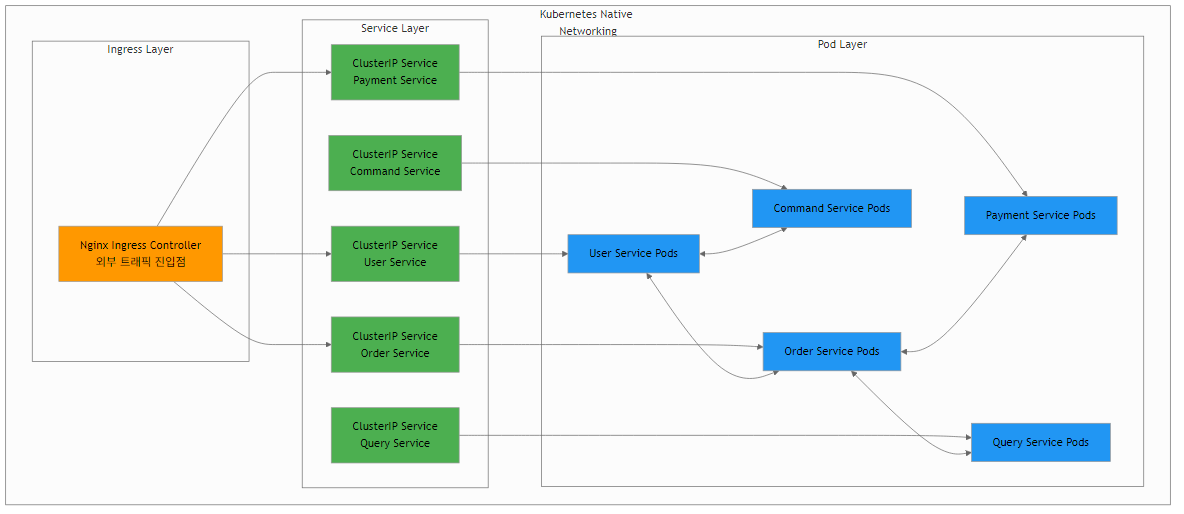 Kubernetes Native
Networking
Ingress Layer
Nginx Ingress Controller
외부 트래픽 진입점
Service Layer
ClusterIP Service
Payment Service
ClusterIP Service
Command Service
ClusterIP Service
User Service
ClusterIP Service
Order Service
ClusterIP Service
Query Service
Pod Layer
Command Service Pods
Payment Service Pods
User Service Pods
Order Service Pods
Query Service Pods